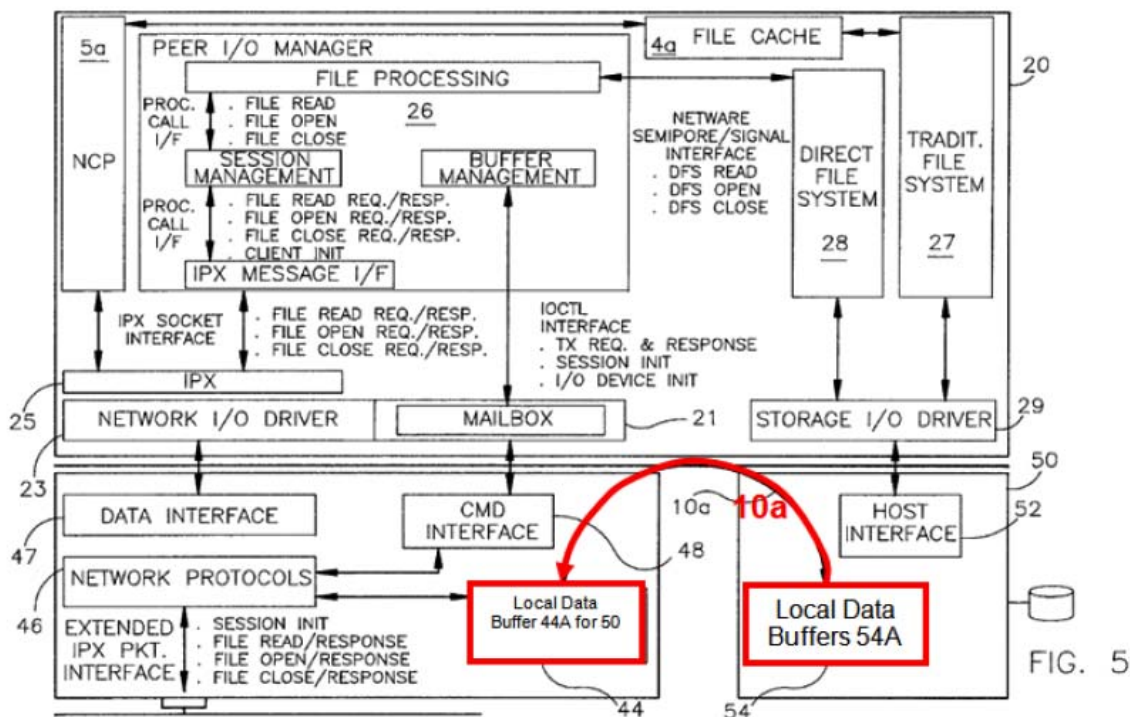 5a
NCP
PEER I/O MANAGER
FILE PROCESSING
26
PROC.
CALL
I/F
. FILE READ
. FILE OPEN
. FILE CLOSE
SESSION
MANAGEMENT
BUFFER
MANAGEMENT
PROC.
CALL
I/F
. FILE READ REQ./RESP.
. FILE OPEN REQ./RESP.
. FILE CLOSE REQ./RESP.
. CLIENT INIT
IPX MESSAGE I/F
4a
FILE CACHE
20
NETWARE
SEMIPORE/SIGNAL
INTERFACE
. DFS READ
. DFS OPEN
. DFS CLOSE
DIRECT
FILE
SYSTEM
28
TRADIT.
FILE
SYSTEM
27
IPX SOCKET
INTERFACE
. FILE READ REQ./RESP.
. FILE OPEN REQ./RESP.
. FILE CLOSE REQ./RESP.
IOCTL
INTERFACE
. TX REQ. & RESPONSE
. SESSION INIT
. I/O DEVICE INIT
IPX
25
NETWORK I/O DRIVER
MAILBOX
21
STORAGE I/O DRIVER
29
23
50
DATA INTERFACE
47
CMD
INTERFACE
48
10a
10a
HOST
INTERFACE
52
NETWORK PROTOCOLS
46
Local Data
Buffer 44A for 50
Local Data
Buffers 54A
EXTENDED
IPX PKT.
INTERFACE
. SESSION INIT
. FILE READ/RESPONSE
. FILE OPEN/RESPONSE
. FILE CLOSE/RESPONSE
44
54
FIG. 5